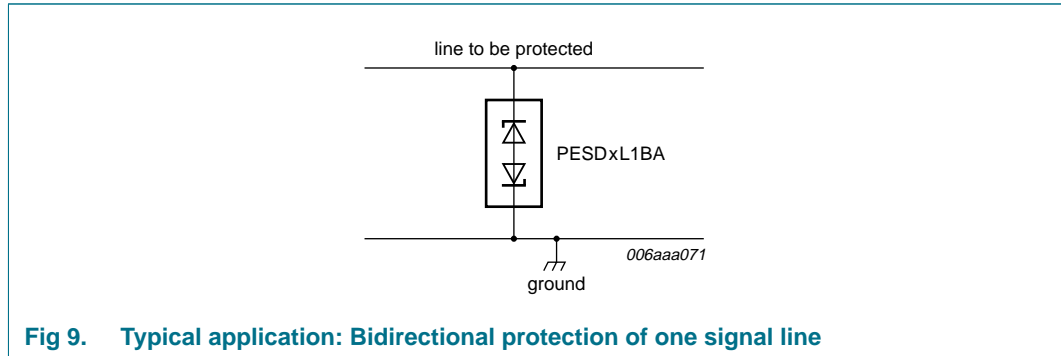 line to be protected
PESDxL1BA
006aaa071
ground
Fig 9. Typical application: Bidirectional protection of one signal line